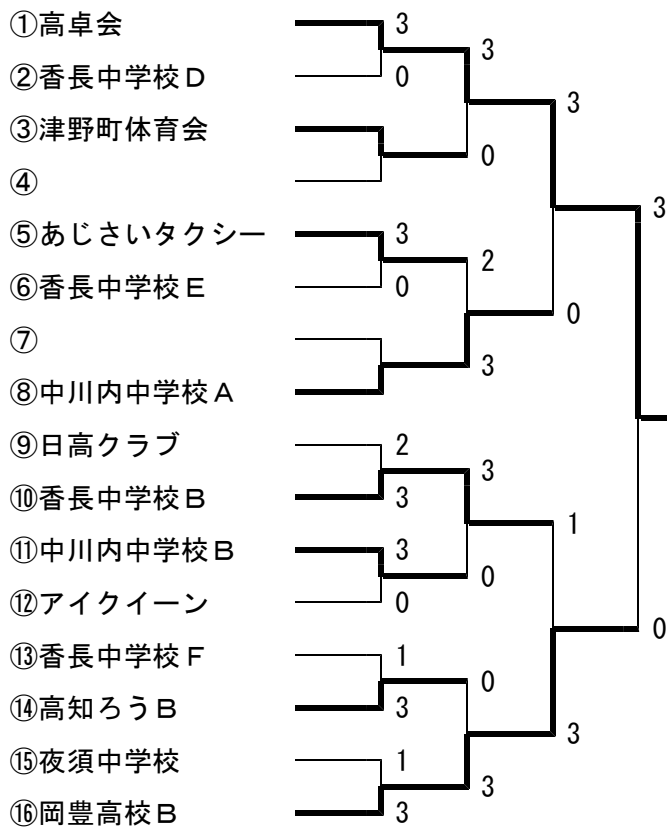 ①高卓会 3
3
②香長中学校D 0
3
③津野町体育会
0
④
3
⑤あじさいタクシー 3
2
⑥香長中学校E 0
0
⑦
3
⑧中川内中学校A
⑨日高クラブ 2
3
⑩香長中学校B 3
1
⑪中川内中学校B 3
0
⑫アイクイーン 0
0
⑬香長中学校F 1
0
⑭高知ろうB 3
3
⑮夜須中学校 1
3
⑯岡豊高校B 3